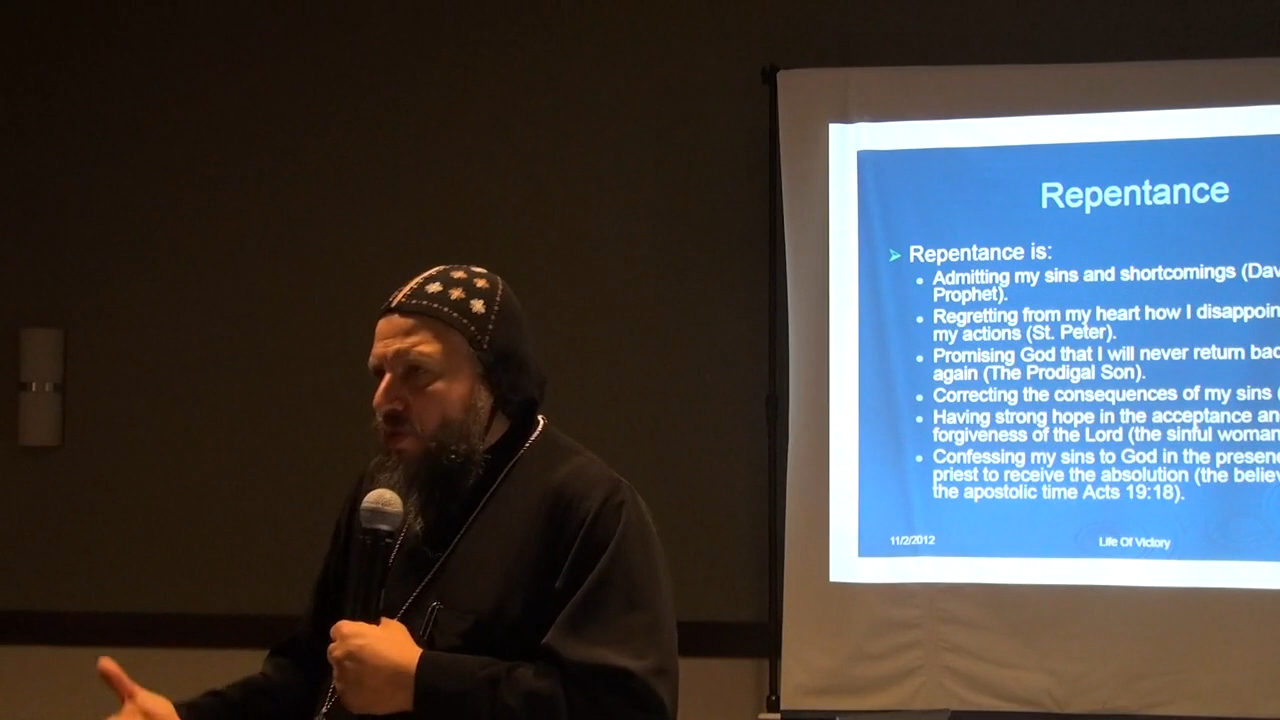 Repentance
Repentance is:
Admitting my sins and shortcomings (Dav
Prophet).
Regretting from my heart how I disappoin
my actions (St. Peter).
Promising God that I will never return bac
again (The Prodigal Son).
Correcting the consequences of my sins (
Having strong hope in the acceptance an
forgiveness of the Lord (the sinful woman
Confessing my sins to God in the presenc
priest to receive the absolution (the believ
the apostolic time Acts 19:18).
11/2/2012
Life Of Victory